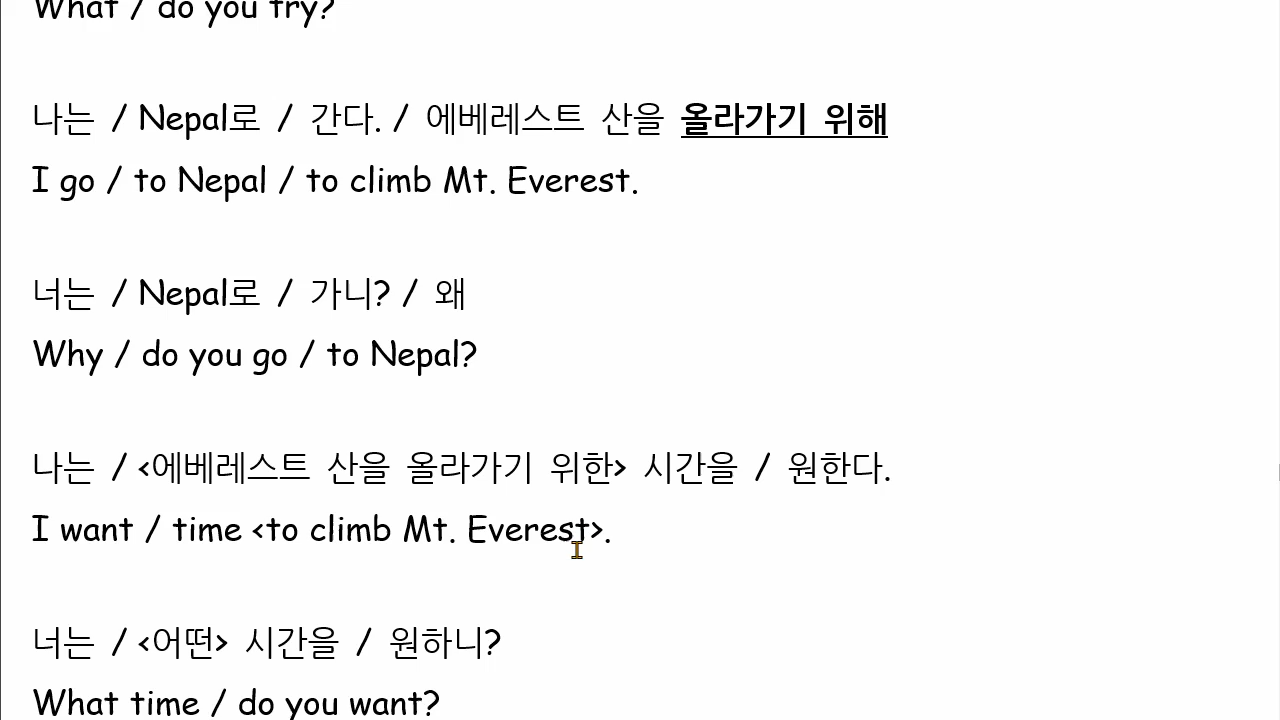 What / do you try?
나는 / Nepal로 / 간다. / 에베레스트 산을 올라가기 위해
I go / to Nepal / to climb Mt. Everest.
너는 / Nepal로 / 가니? / 왜
Why / do you go / to Nepal?
나는 / <에베레스트 산을 올라가기 위한> 시간을 / 원한다.
I want / time <to climb Mt. Everest>.
너는 / <어떤> 시간을 / 원하니?
What time / do you want?